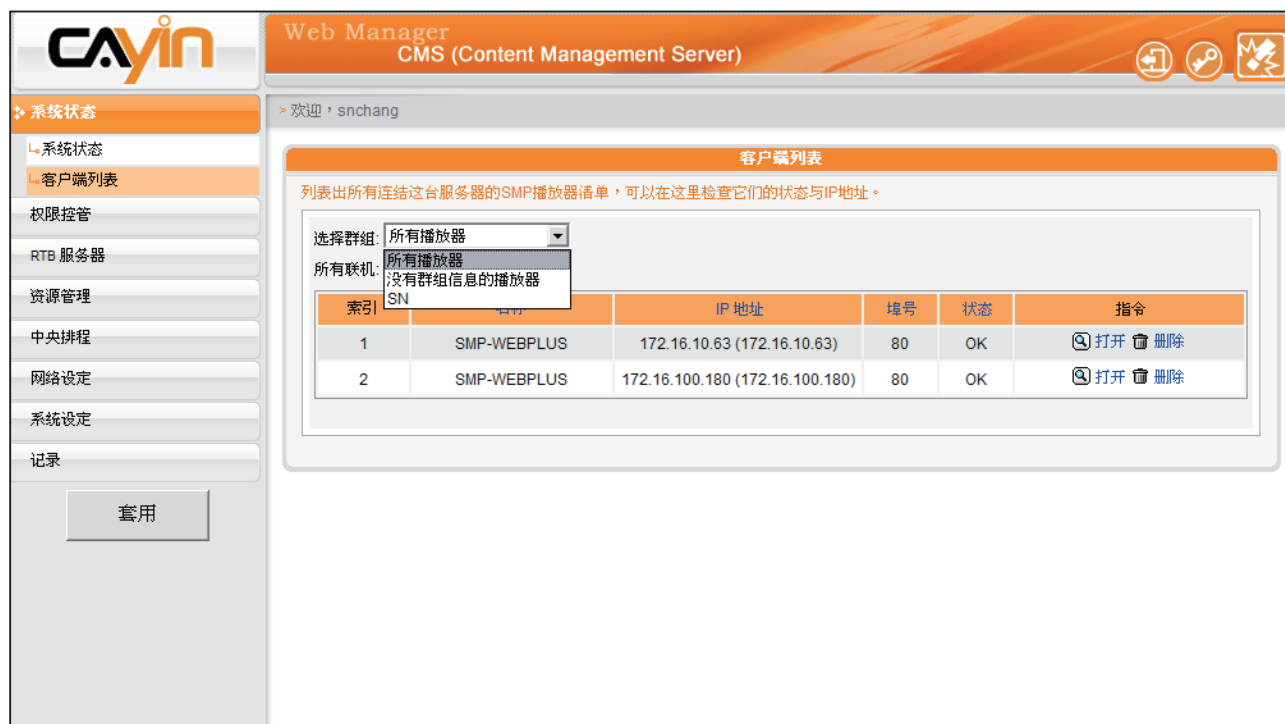 CAYIN
Web Manager
CMS (Content Management Server)
系统状态
系统状态
客户端列表
权限控管
RTB 服务器
资源管理
中央排程
网络设定
系统设定
记录
套用
> 欢迎，snchang
客户端列表
列表出所有连结这台服务器的SMP播放器清单，可以在这里检查它们的状态与IP地址。
选择群组: 所有播放器
所有播放器
没有群组信息的播放器
SN
所有联机:
索引 IP 地址 埠号 状态 指令
1 SMP-WEBPLUS 172.16.10.63 (172.16.10.63) 80 OK 打开 删除
2 SMP-WEBPLUS 172.16.100.180 (172.16.100.180) 80 OK 打开 删除